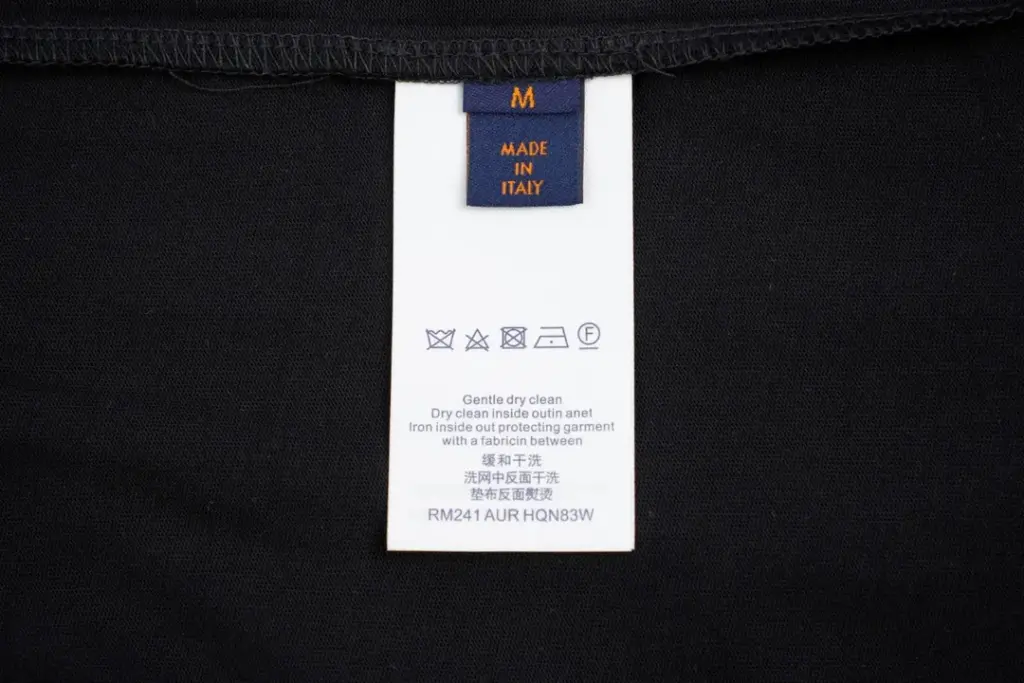 M
MADE
IN
ITALY
F
Gentle dry clean
Dry clean inside outin anet
Iron inside out protecting garment
with a fabricin between
缓和干洗
洗网中反面干洗
垫布反面熨烫
RM241 AUR HQN83W